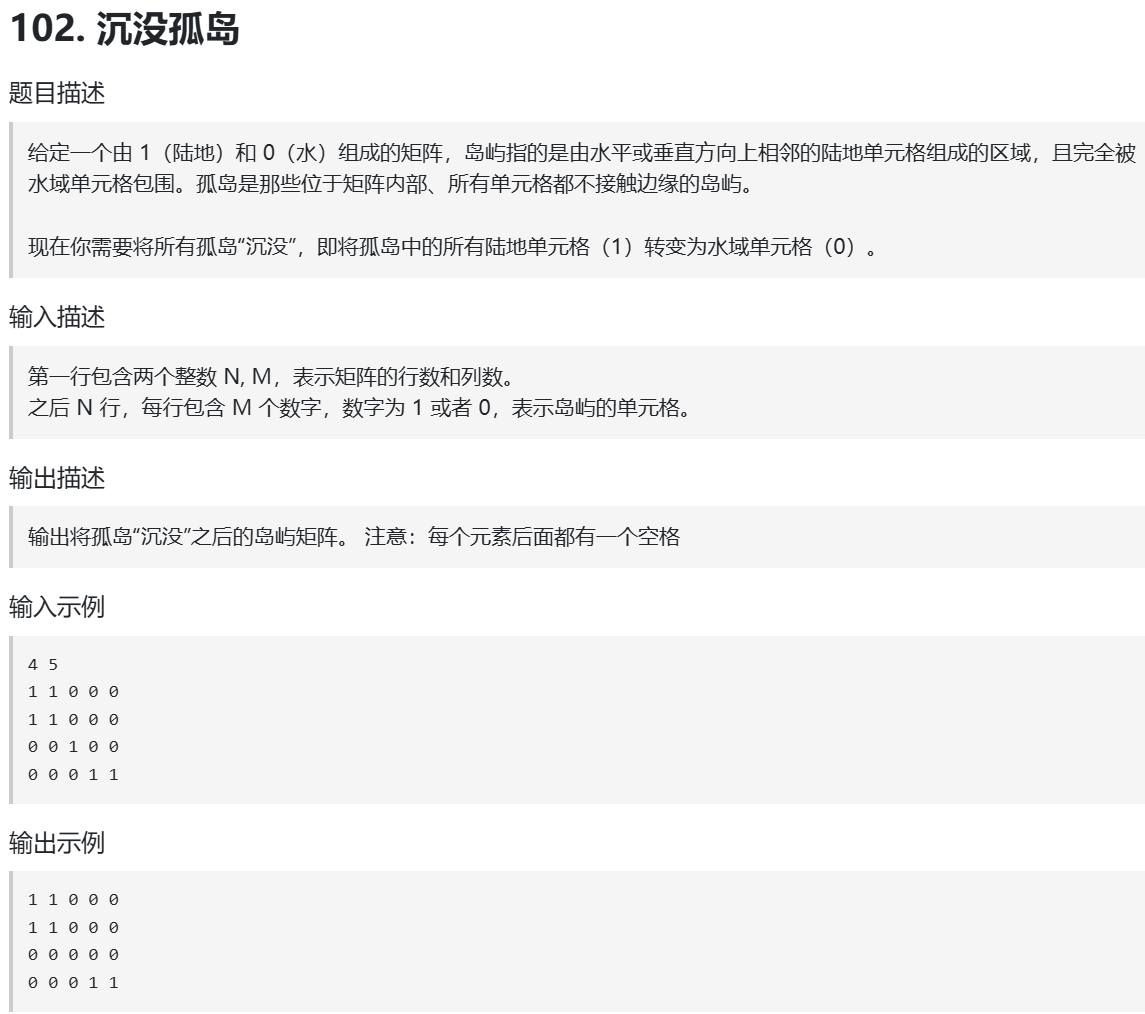 102. 沉没孤岛
题目描述
给定一个由 1（陆地）和 0（水）组成的矩阵，岛屿指的是由水平或垂直方向上相邻的陆地单元格组成的区域，且完全被
水域单元格包围。孤岛是那些位于矩阵内部、所有单元格都不接触边缘的岛屿。
现在你需要将所有孤岛“沉没”，即将孤岛中的所有陆地单元格（1）转变为水域单元格（0）。
输入描述
第一行包含两个整数 N, M，表示矩阵的行数和列数。
之后 N 行，每行包含 M 个数字，数字为 1 或者 0，表示岛屿的单元格。
输出描述
输出将孤岛“沉没”之后的岛屿矩阵。 注意：每个元素后面都有一个空格
输入示例
4 5
1 1 0 0 0
1 1 0 0 0
0 0 1 0 0
0 0 0 1 1
输出示例
1 1 0 0 0
1 1 0 0 0
0 0 0 0 0
0 0 0 1 1